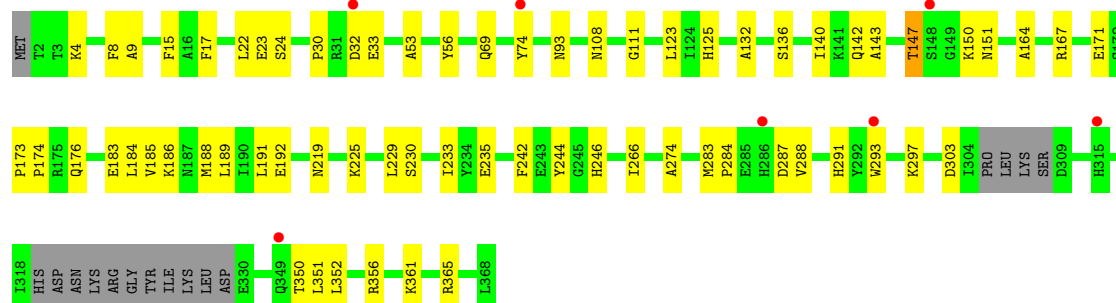 MET T2 T3 K4 F8 A9 F15 A16 F17 L22 E23 S24 P30 R31 D32 E33 A53 Y56 Q69 Y74 N93 N108 G111 L123 I124 H125 A132 S136 I140 K141 Q142 A143 T147 S148 G149 K150 N151 A164 R167 E171
P173 P174 R175 Q176 E183 L184 V185 K186 N187 M188 L189 I190 L191 E192 N219 K225 L229 S230 I233 Y234 E235 F242 E243 Y244 G245 H246 I266 A274 M283 P284 E285 H286 D287 V288 H291 Y292 W293 K297 D303 I304 PRO LEU LYS SER D309 H315
I318 HIS ASP ASN LYS ARG GLY TYR ILE LYS LEU ASP E330 Q349 T350 L351 L352 R356 K361 R365 L368